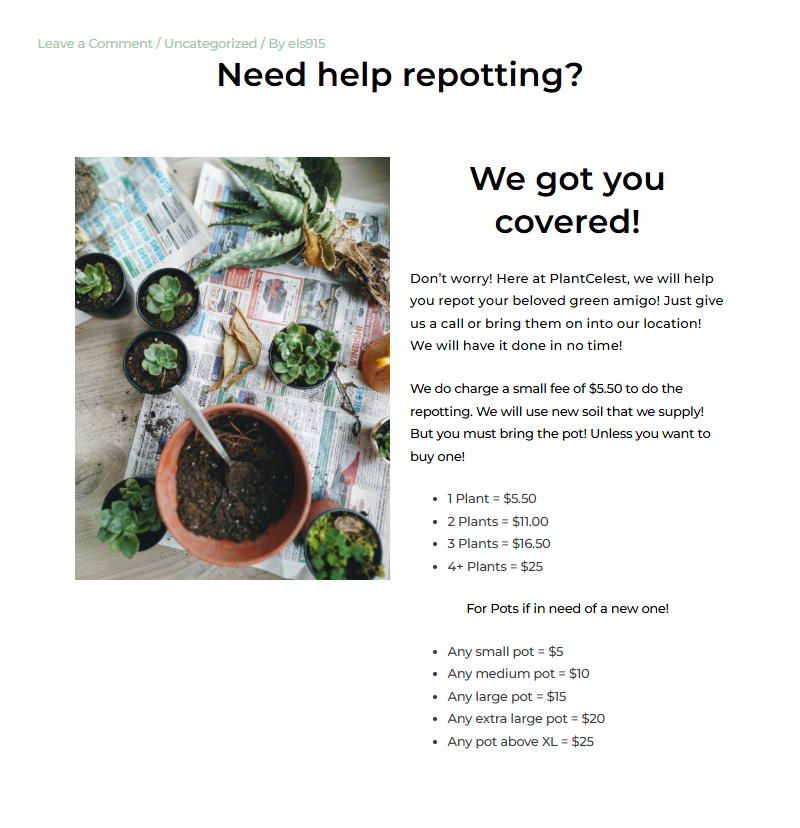 Leave a Comment / Uncategorized / By els915
Need help repotting?
We got you
covered!
Don’t worry! Here at PlantCelest, we will help
you repot your beloved green amigo! Just give
us a call or bring them on into our location!
We will have it done in no time!
We do charge a small fee of $5.50 to do the
repotting. We will use new soil that we supply!
But you must bring the pot! Unless you want to
buy one!
• 1 Plant = $5.50
• 2 Plants = $11.00
• 3 Plants = $16.50
• 4+ Plants = $25
For Pots if in need of a new one!
• Any small pot = $5
• Any medium pot = $10
• Any large pot = $15
• Any extra large pot = $20
• Any pot above XL = $25